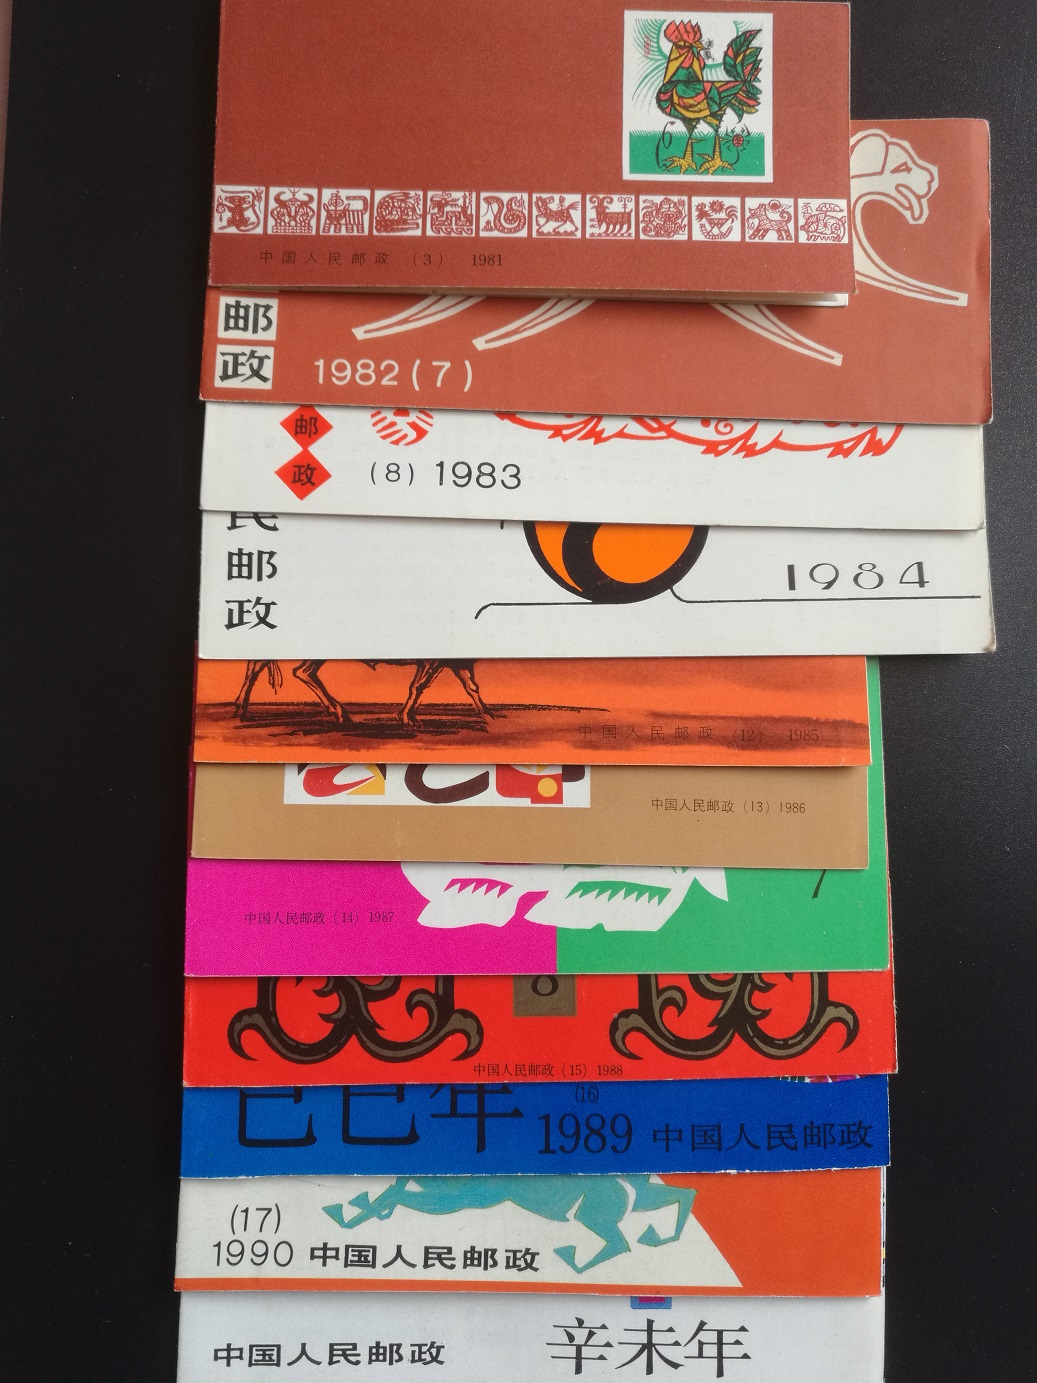 中国人民邮政 (3) 1981
邮
政
1982(7)
邮
政
(8) 1983
民
邮
政
1984
中国人民邮政 (12) 1985
中国人民邮政 (13) 1986
中国人民邮政 (14) 1987
8
中国人民邮政 (15) 1988
己巳年
(16)
1989 中国人民邮政
(17)
1990 中国人民邮政
中国人民邮政
辛未年